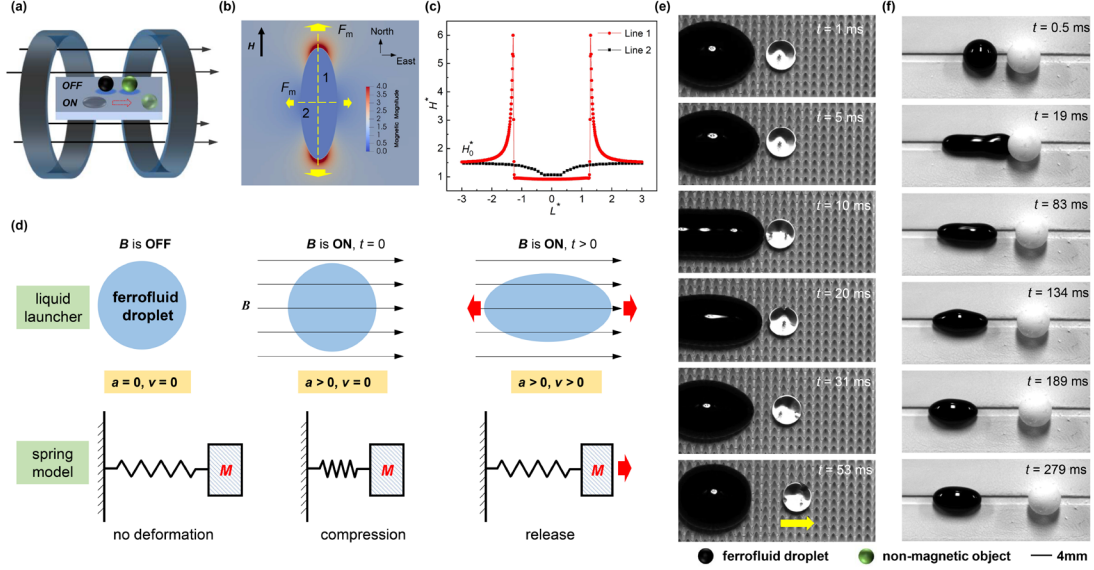 (a)
OFF
ON
(b)
H
Fm
North
East
1
Fm
2
4.0
3.5
3.0
2.5
2.0
1.5
1.0
0.5
0.0
Magnetic Magnitude
(c)
Line 1
Line 2
6
5
4
3
2
1
0
H*
H0*
-3 -2 -1 0 1 2 3
L*
(d)
B is OFF
B is ON, t = 0
B is ON, t > 0
liquid
launcher
ferrofluid
droplet
B
a = 0, v = 0
a > 0, v = 0
a > 0, v > 0
spring
model
M
M
M
no deformation
compression
release
(e)
t = 1 ms
t = 5 ms
t = 10 ms
t = 20 ms
t = 31 ms
t = 53 ms
(f)
t = 0.5 ms
t = 19 ms
t = 83 ms
t = 134 ms
t = 189 ms
t = 279 ms
ferrofluid droplet
non-magnetic object
4mm